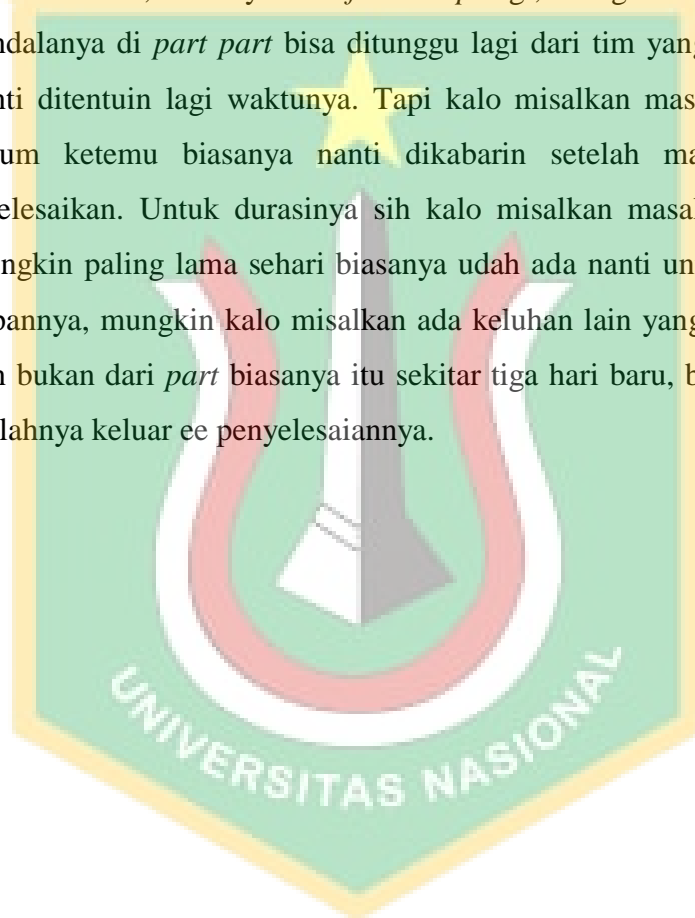 ndalanya di part part bisa ditunggu lagi dari tim yang
nti ditentuin lagi waktunya. Tapi kalo misalkan mas
um ketemu biasanya nanti dikabarin setelah ma
elesaikan. Untuk durasinya sih kalo misalkan masal
ngkin paling lama sehari biasanya udah ada nanti un
pannya, mungkin kalo misalkan ada keluhan lain yang
n bukan dari part biasanya itu sekitar tiga hari baru, b
lahnya keluar ee penyelesaiannya.
UNIVERSITAS NASIONAL